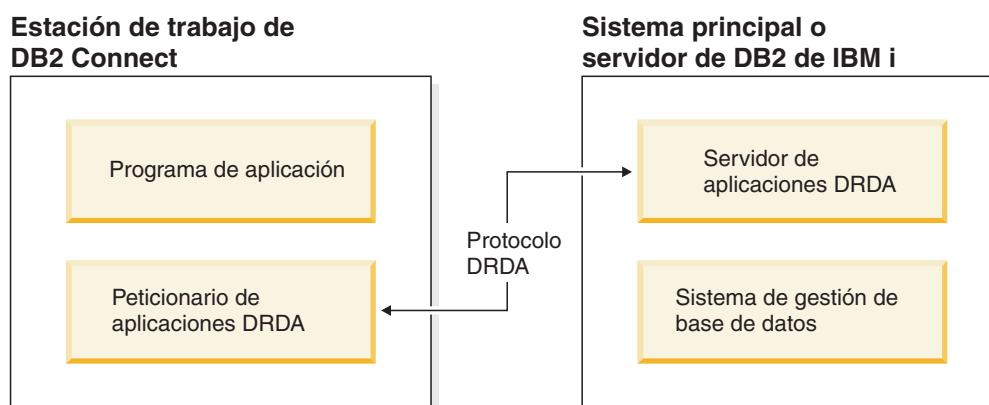 Estación de trabajo de
DB2 Connect
Programa de aplicación
Peticionario de
aplicaciones DRDA
Protocolo
DRDA
Sistema principal o
servidor de DB2 de IBM i
Servidor de
aplicaciones DRDA
Sistema de gestión de
base de datos